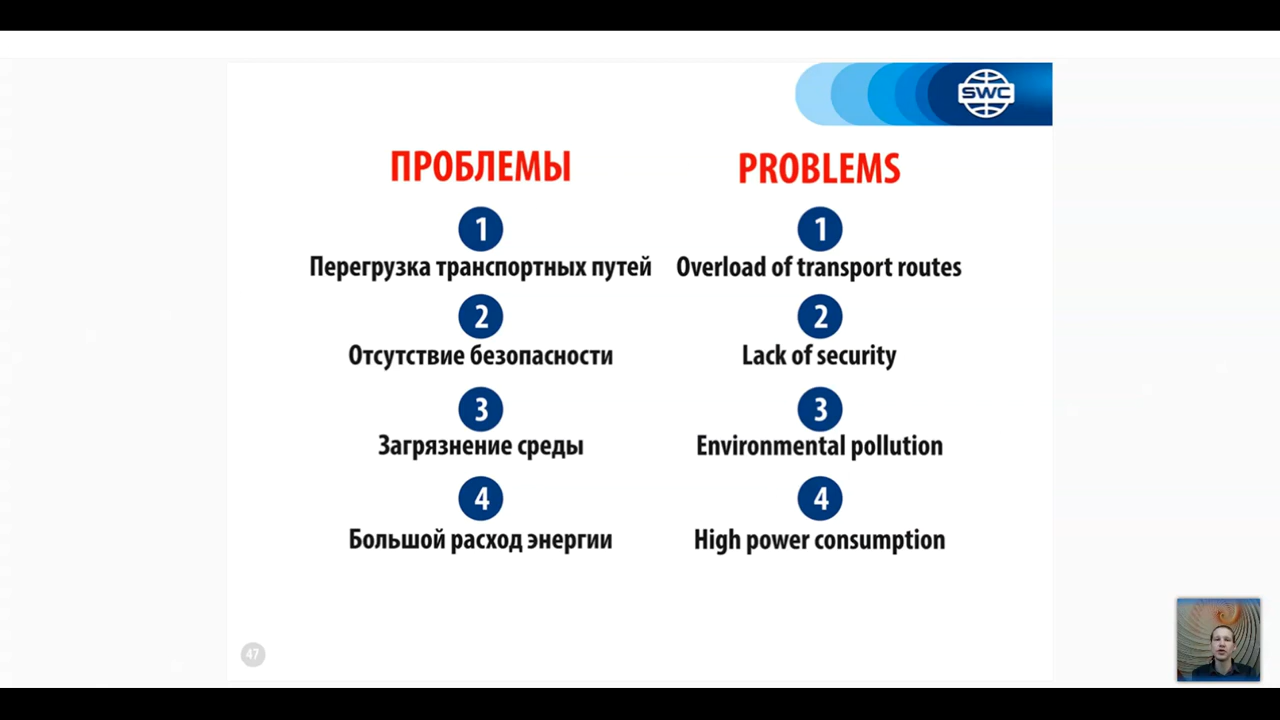 SWC
ПРОБЛЕМЫ
1
Перегрузка транспортных путей
2
Отсутствие безопасности
3
Загрязнение среды
4
Большой расход энергии
PROBLEMS
1
Overload of transport routes
2
Lack of security
3
Environmental pollution
4
High power consumption
47